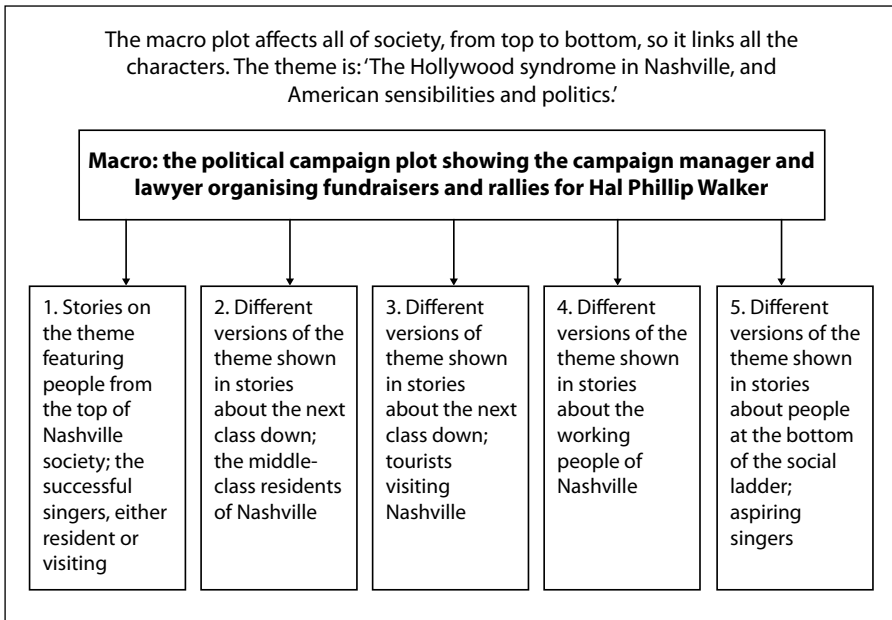 The macro plot affects all of society, from top to bottom, so it links all the
characters. The theme is: ‘The Hollywood syndrome in Nashville, and
American sensibilities and politics.’
Macro: the political campaign plot showing the campaign manager and
lawyer organising fundraisers and rallies for Hal Phillip Walker
1. Stories on
the theme
featuring
people from
the top of
Nashville
society; the
successful
singers, either
resident or
visiting
2. Different
versions of the
theme shown
in stories
about the next
class down;
the middle-
class residents
of Nashville
3. Different
versions of
theme shown
in stories
about the next
class down;
tourists
visiting
Nashville
4. Different
versions of the
theme shown
in stories
about the
working
people of
Nashville
5. Different
versions of the
theme shown
in stories
about people
at the bottom
of the social
ladder;
aspiring
singers